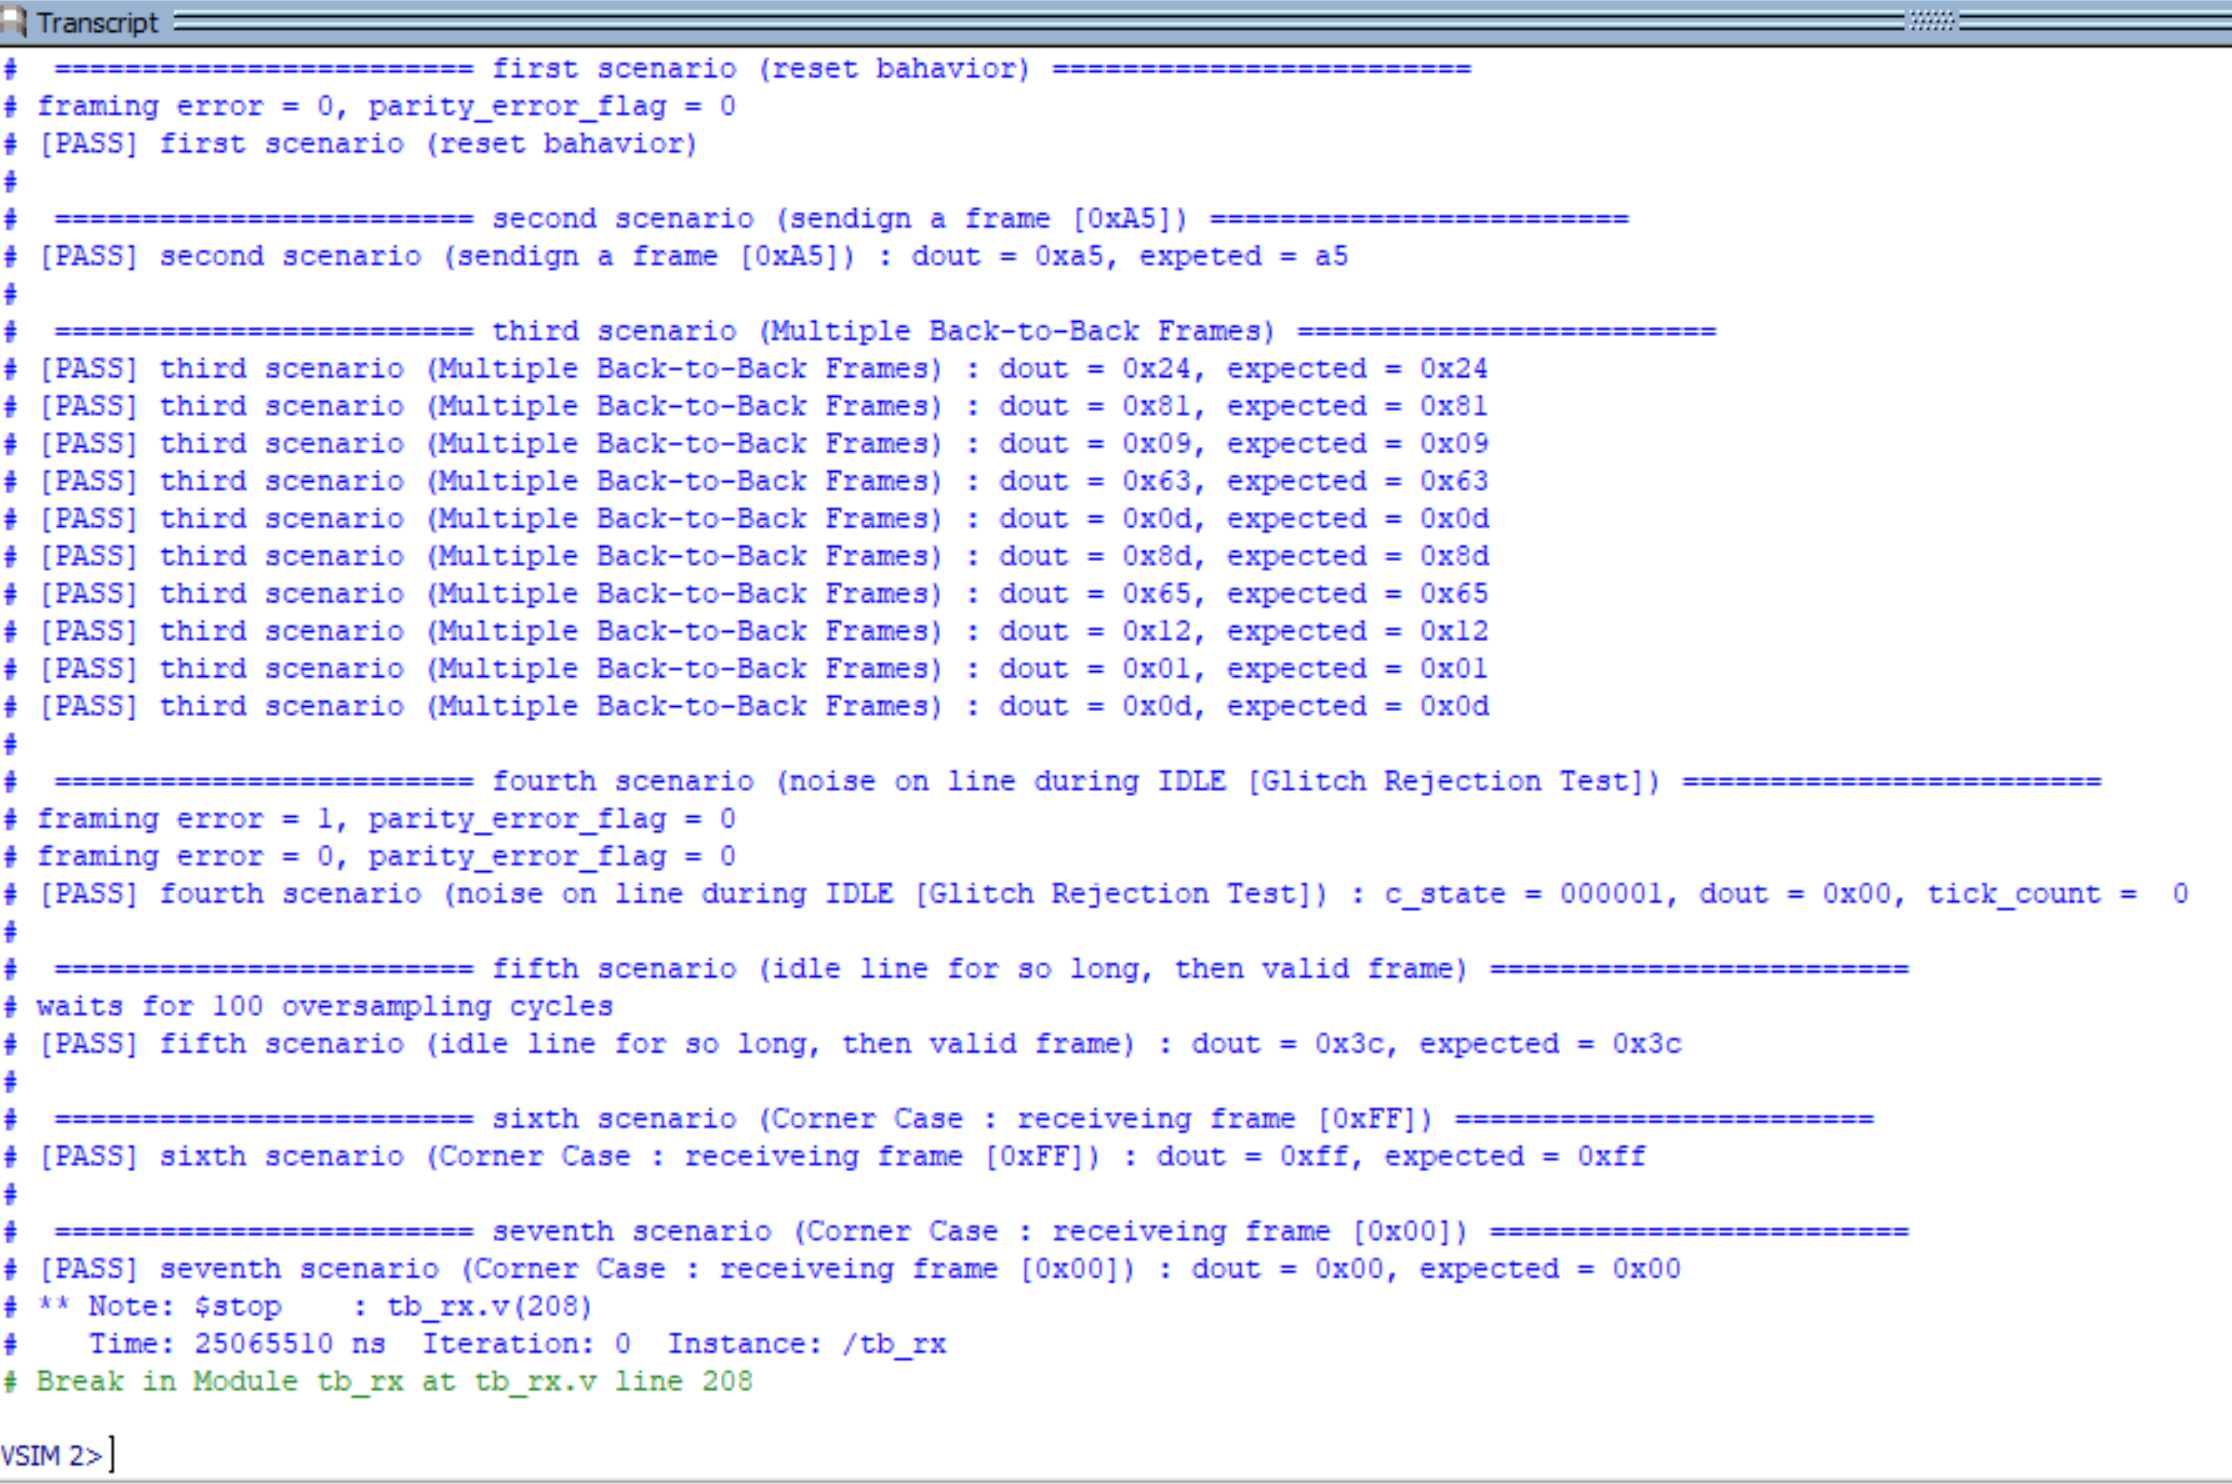 Transcript
# ======================== first scenario (reset bahavior) ========================
# framing error = 0, parity_error_flag = 0
# [PASS] first scenario (reset bahavior)
#
# ======================== second scenario (sendign a frame [0xA5]) ========================
# [PASS] second scenario (sendign a frame [0xA5]) : dout = 0xa5, expeted = a5
#
# ======================== third scenario (Multiple Back-to-Back Frames) ========================
# [PASS] third scenario (Multiple Back-to-Back Frames) : dout = 0x24, expected = 0x24
# [PASS] third scenario (Multiple Back-to-Back Frames) : dout = 0x81, expected = 0x81
# [PASS] third scenario (Multiple Back-to-Back Frames) : dout = 0x09, expected = 0x09
# [PASS] third scenario (Multiple Back-to-Back Frames) : dout = 0x63, expected = 0x63
# [PASS] third scenario (Multiple Back-to-Back Frames) : dout = 0x0d, expected = 0x0d
# [PASS] third scenario (Multiple Back-to-Back Frames) : dout = 0x8d, expected = 0x8d
# [PASS] third scenario (Multiple Back-to-Back Frames) : dout = 0x65, expected = 0x65
# [PASS] third scenario (Multiple Back-to-Back Frames) : dout = 0x12, expected = 0x12
# [PASS] third scenario (Multiple Back-to-Back Frames) : dout = 0x01, expected = 0x01
# [PASS] third scenario (Multiple Back-to-Back Frames) : dout = 0x0d, expected = 0x0d
#
# ======================== fourth scenario (noise on line during IDLE [Glitch Rejection Test]) ========================
# framing error = 1, parity_error_flag = 0
# framing error = 0, parity_error_flag = 0
# [PASS] fourth scenario (noise on line during IDLE [Glitch Rejection Test]) : c_state = 000001, dout = 0x00, tick_count =  0
#
# ======================== fifth scenario (idle line for so long, then valid frame) ========================
# waits for 100 oversampling cycles
# [PASS] fifth scenario (idle line for so long, then valid frame) : dout = 0x3c, expected = 0x3c
#
# ======================== sixth scenario (Corner Case : receiveing frame [0xFF]) ========================
# [PASS] sixth scenario (Corner Case : receiveing frame [0xFF]) : dout = 0xff, expected = 0xff
#
# ======================== seventh scenario (Corner Case : receiveing frame [0x00]) ========================
# [PASS] seventh scenario (Corner Case : receiveing frame [0x00]) : dout = 0x00, expected = 0x00
# ** Note: $stop    : tb_rx.v(208)
#    Time: 25065510 ns  Iteration: 0  Instance: /tb_rx
# Break in Module tb_rx at tb_rx.v line 208
VSIM 2>